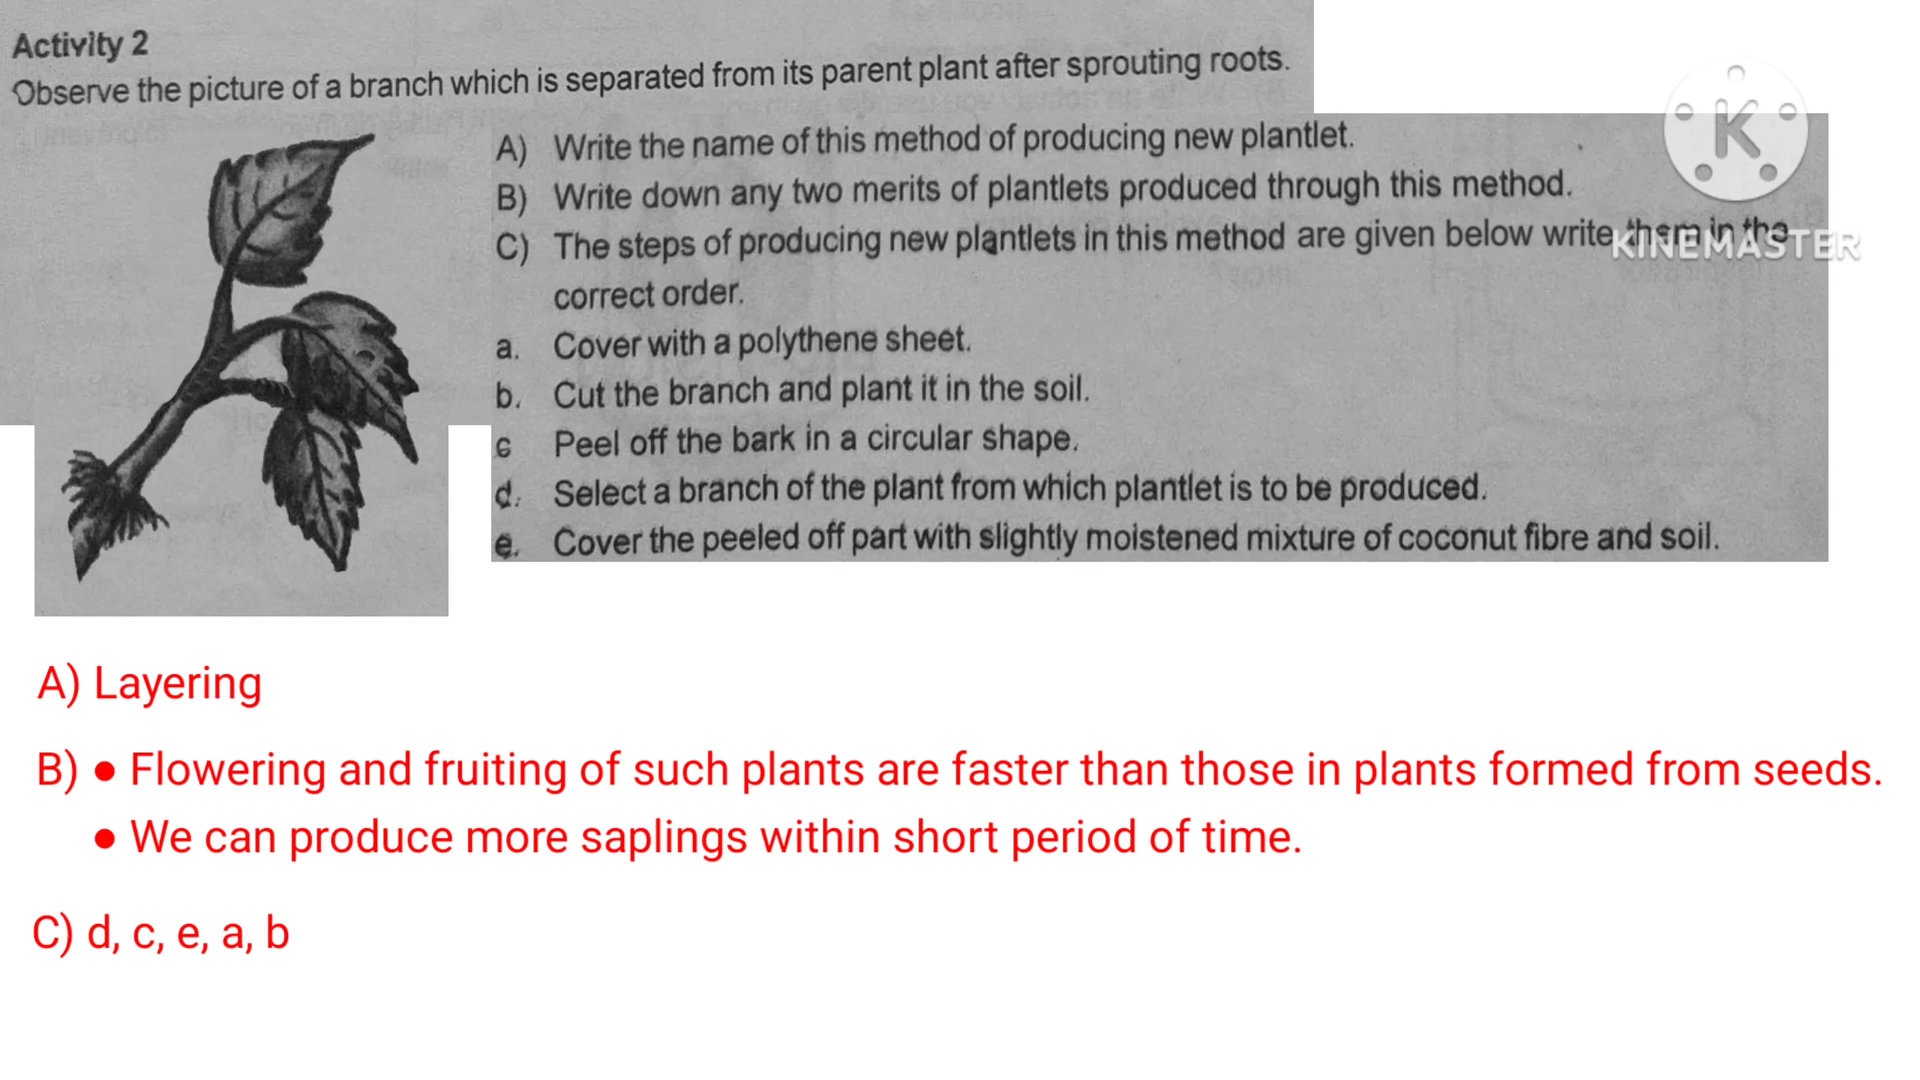 Activity 2
Observe the picture of a branch which is separated from its parent plant after sprouting roots.
A) Write the name of this method of producing new plantlet.
B) Write down any two merits of plantlets produced through this method.
C) The steps of producing new plantlets in this method are given below write them in the
correct order.
KINEMASTER
a. Cover with a polythene sheet.
b. Cut the branch and plant it in the soil.
c Peel off the bark in a circular shape.
d. Select a branch of the plant from which plantlet is to be produced.
e. Cover the peeled off part with slightly moistened mixture of coconut fibre and soil.
A) Layering
B) ● Flowering and fruiting of such plants are faster than those in plants formed from seeds.
● We can produce more saplings within short period of time.
C) d, c, e, a, b